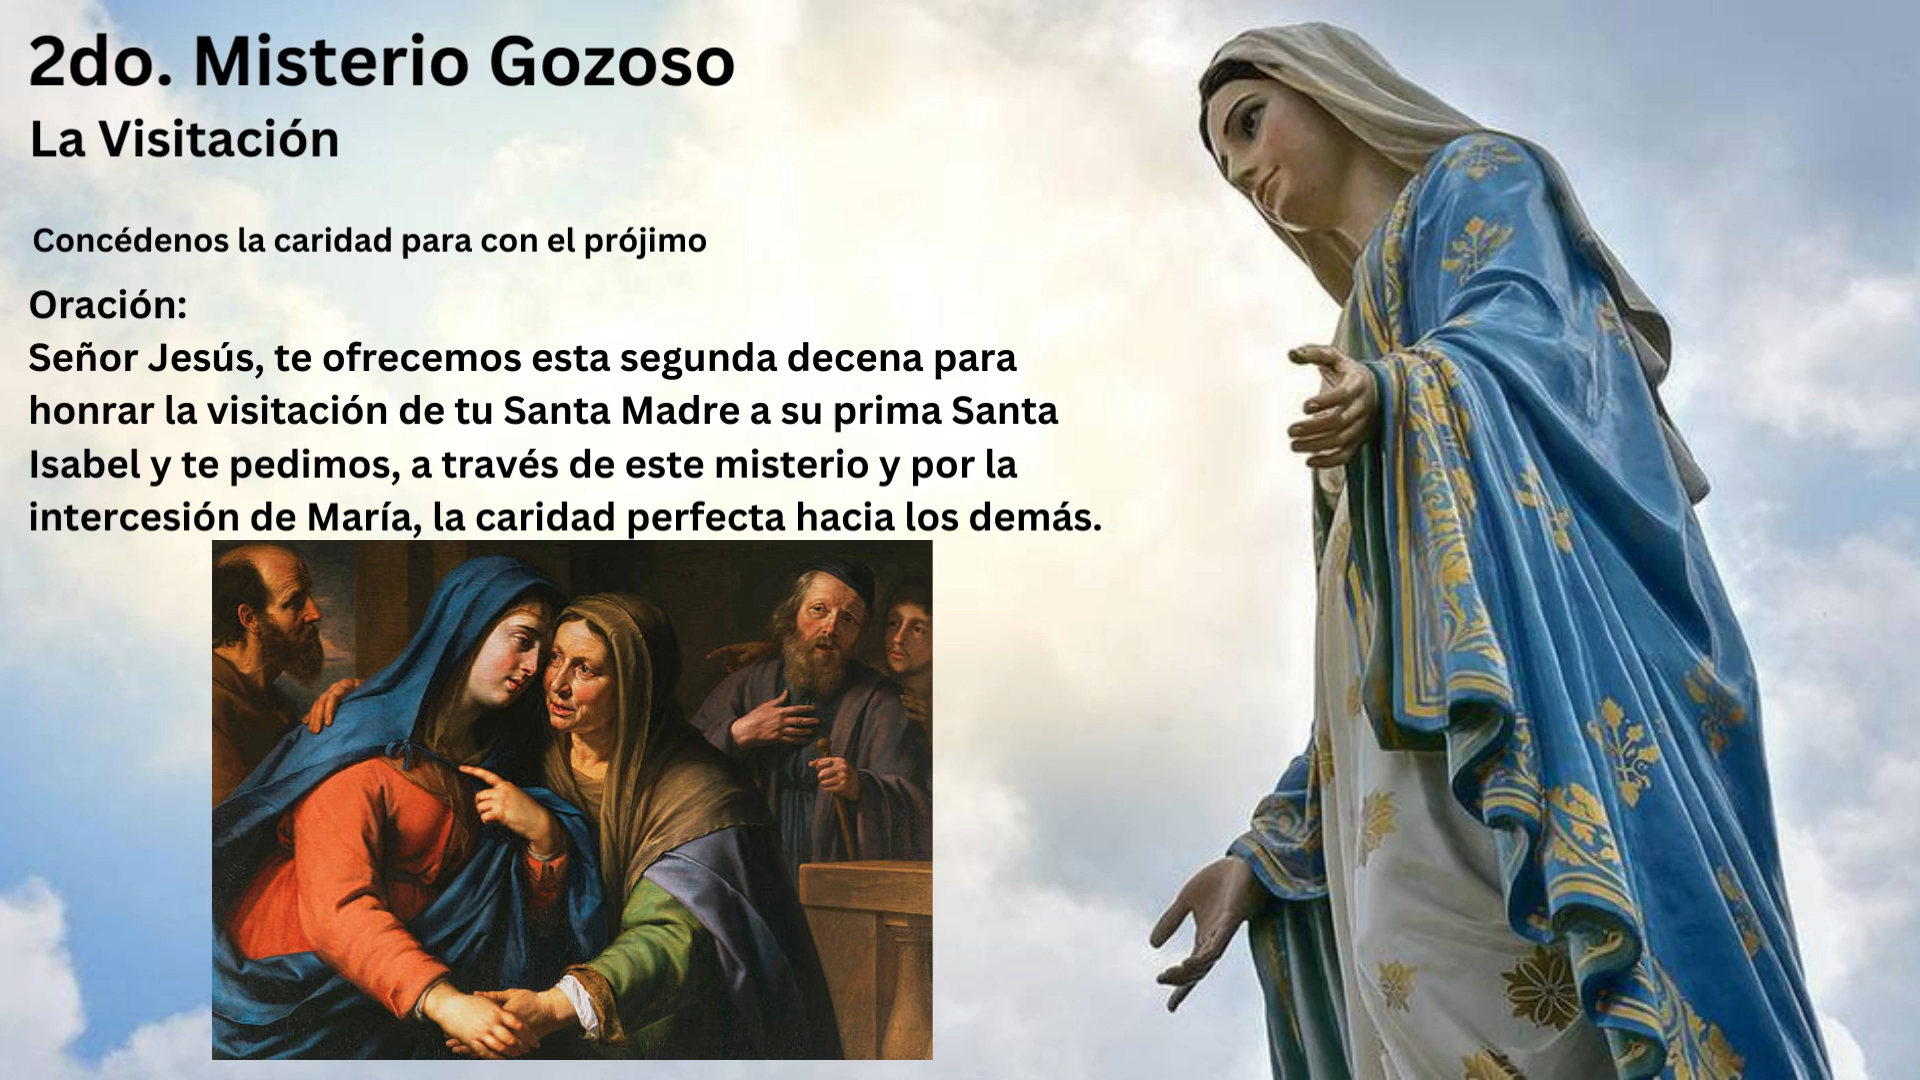 2do. Misterio Gozoso
La Visitación
Concédenos la caridad para con el prójimo
Oración:
Señor Jesús, te ofrecemos esta segunda decena para
honrar la visitación de tu Santa Madre a su prima Santa
Isabel y te pedimos, a través de este misterio y por la
intercesión de María, la caridad perfecta hacia los demás.